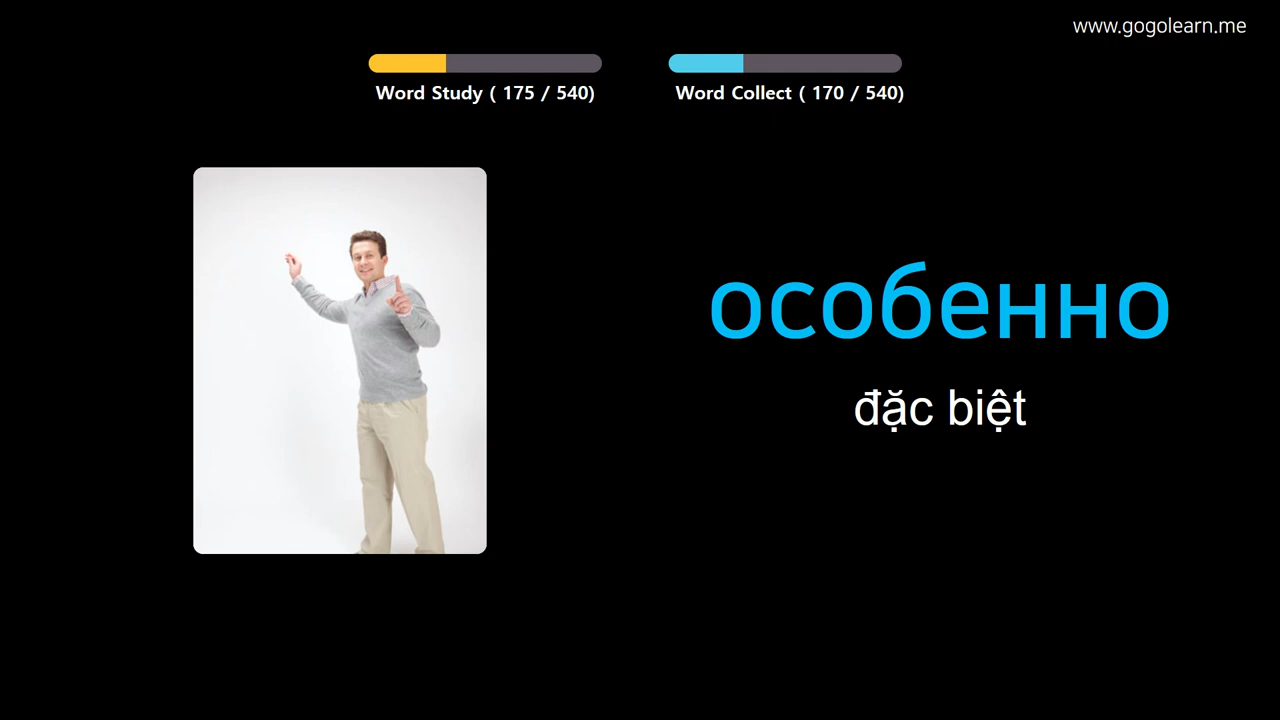 www.gogolearn.me
Word Study ( 175 / 540)
Word Collect ( 170 / 540)
особенно
đặc biệt